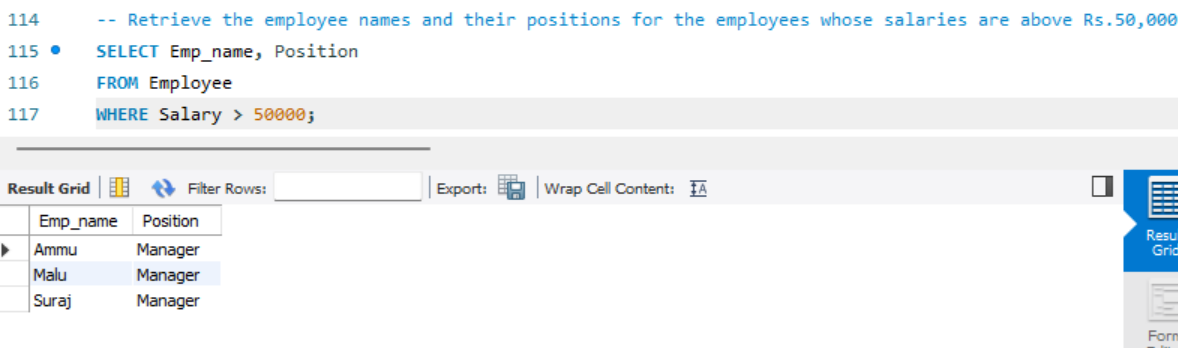 114 -- Retrieve the employee names and their positions for the employees whose salaries are above Rs.50,000
115 SELECT Emp_name, Position
116 FROM Employee
117 WHERE Salary > 50000;
Result Grid Filter Rows: Export: Wrap Cell Content:
Emp_name Position
Ammu Manager
Malu Manager
Suraj Manager